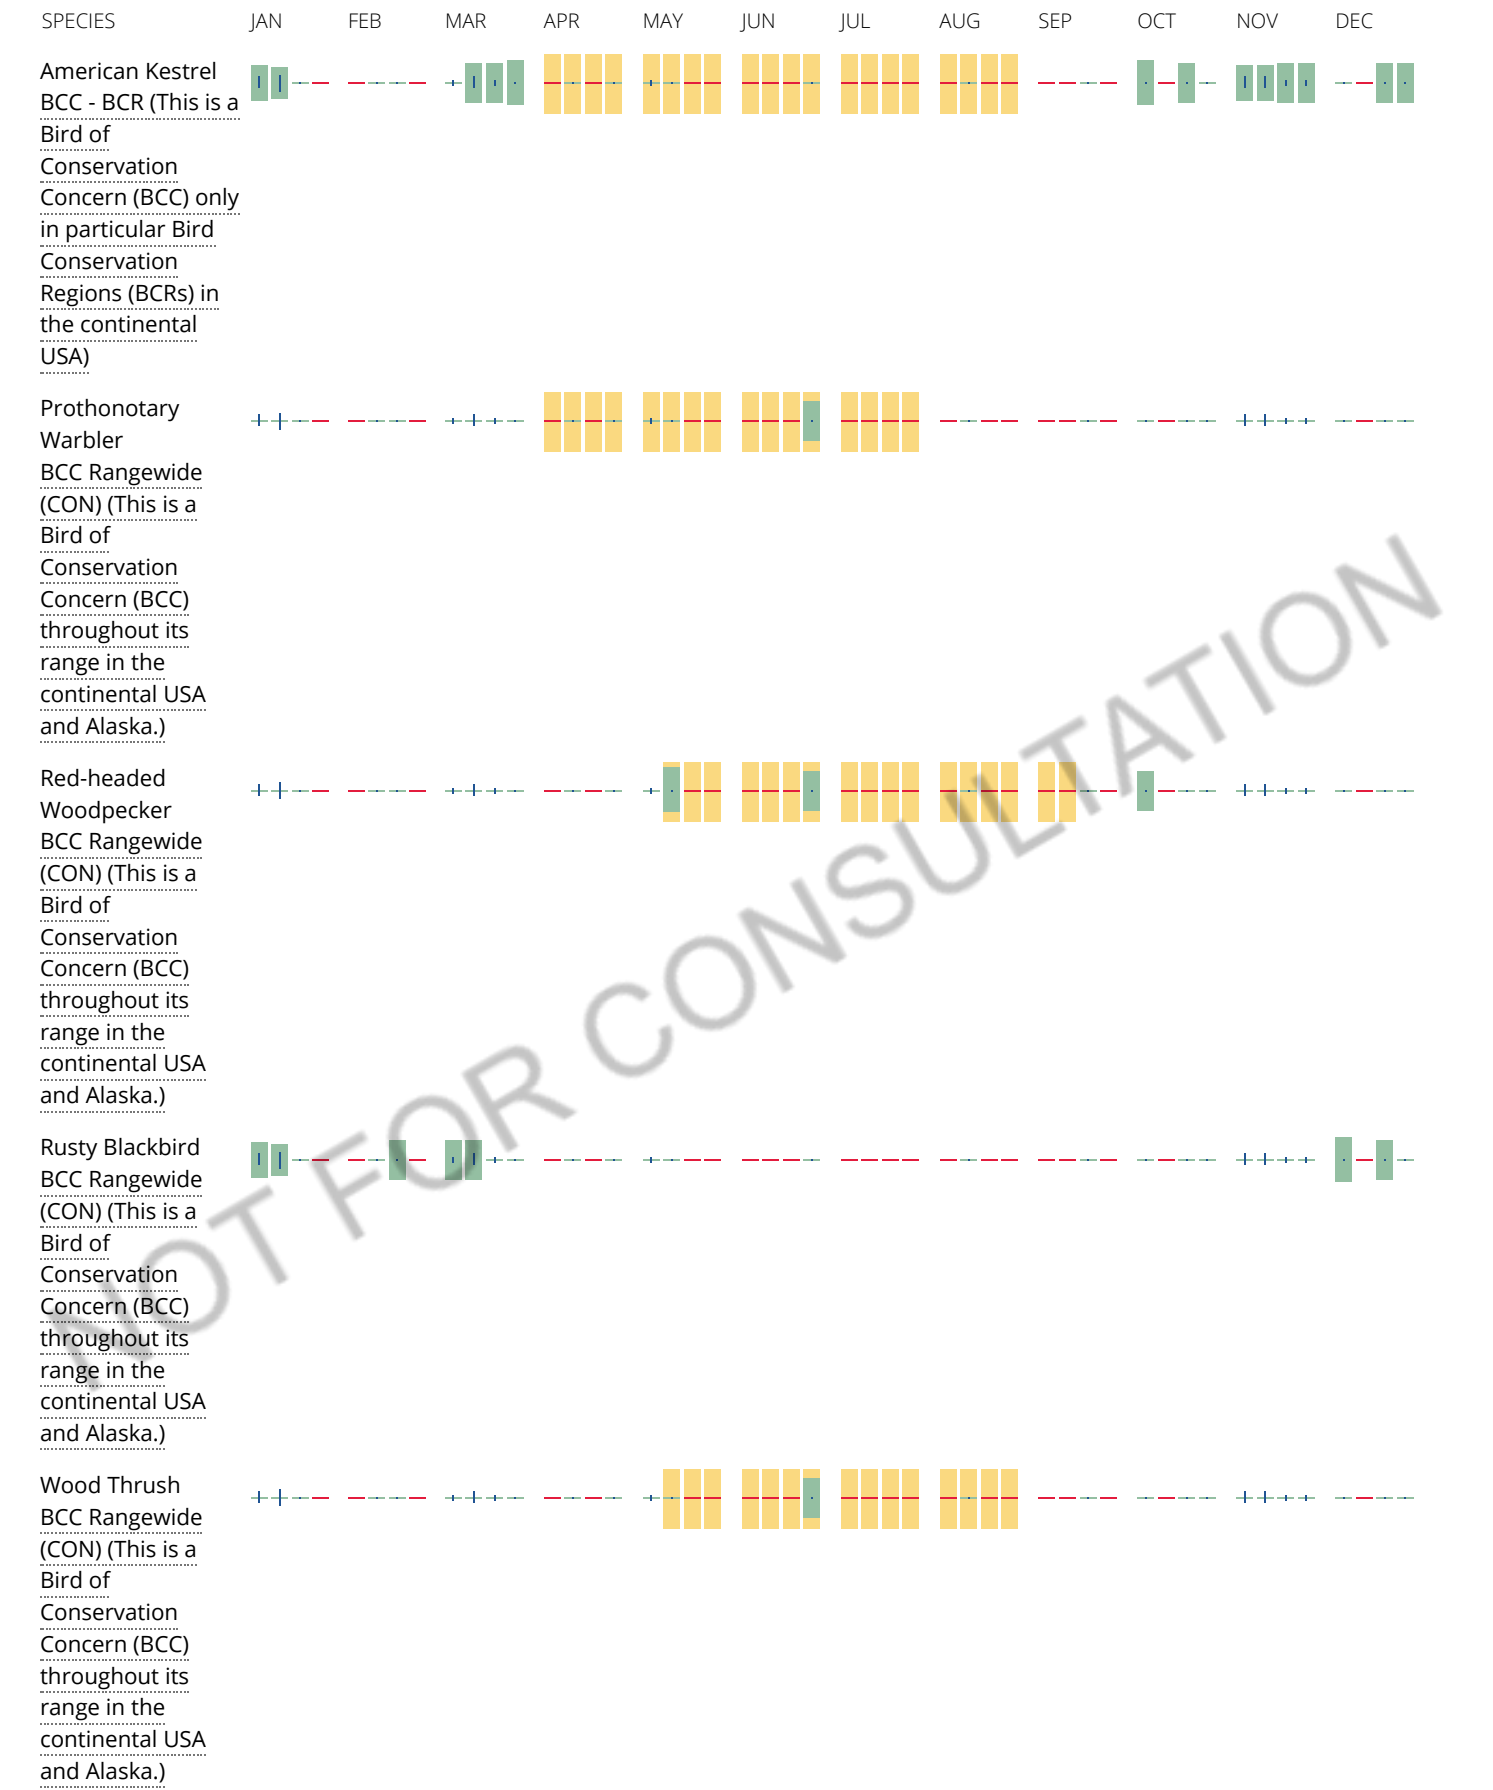 SPECIES JAN FEB MAR APR MAY JUN JUL AUG SEP OCT NOV DEC
American Kestrel
BCC - BCR (This is a
Bird of
Conservation
Concern (BCC) only
in particular Bird
Conservation
Regions (BCRs) in
the continental
USA)
Prothonotary
Warbler
BCC Rangewide
(CON) (This is a
Bird of
Conservation
Concern (BCC)
throughout its
range in the
continental USA
and Alaska.)
Red-headed
Woodpecker
BCC Rangewide
(CON) (This is a
Bird of
Conservation
Concern (BCC)
throughout its
range in the
continental USA
and Alaska.)
Rusty Blackbird
BCC Rangewide
(CON) (This is a
Bird of
Conservation
Concern (BCC)
throughout its
range in the
continental USA
and Alaska.)
Wood Thrush
BCC Rangewide
(CON) (This is a
Bird of
Conservation
Concern (BCC)
throughout its
range in the
continental USA
and Alaska.)
NOT FOR CONSULTATION